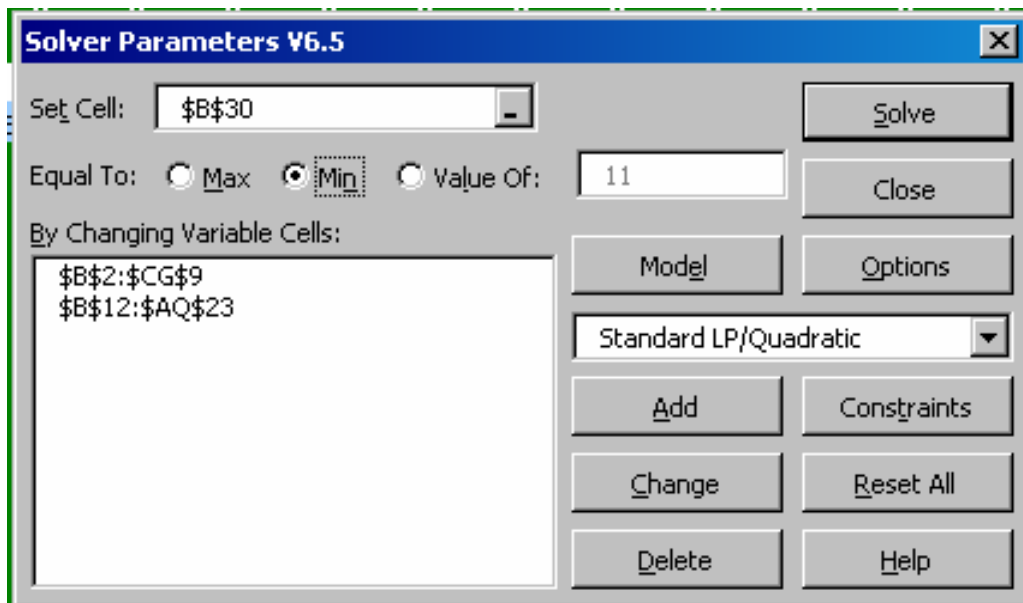 Solver Parameters V6.5
Set Cell: $B$30
Solve
Equal To: Max Min Value Of: 11
Close
By Changing Variable Cells:
$B$2:$CG$9
$B$12:$AQ$23
Model
Options
Standard LP/Quadratic
Add
Constraints
Change
Reset All
Delete
Help